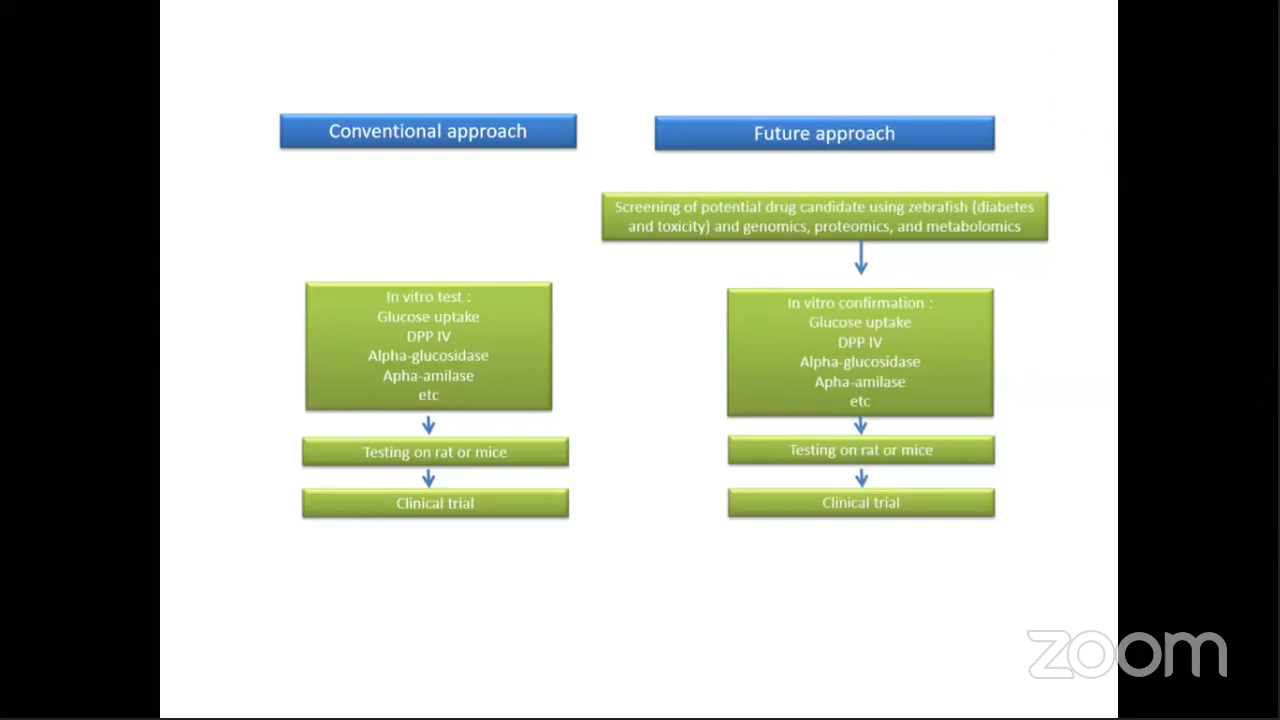 Conventional approach
Future approach
Screening of potential drug candidate using zebrafish (diabetes
and toxicity) and genomics, proteomics, and metabolomics
In vitro test :
Glucose uptake
DPP IV
Alpha-glucosidase
Apha-amilase
etc
Testing on rat or mice
Clinical trial
In vitro confirmation :
Glucose uptake
DPP IV
Alpha-glucosidase
Apha-amilase
etc
Testing on rat or mice
Clinical trial
zoom